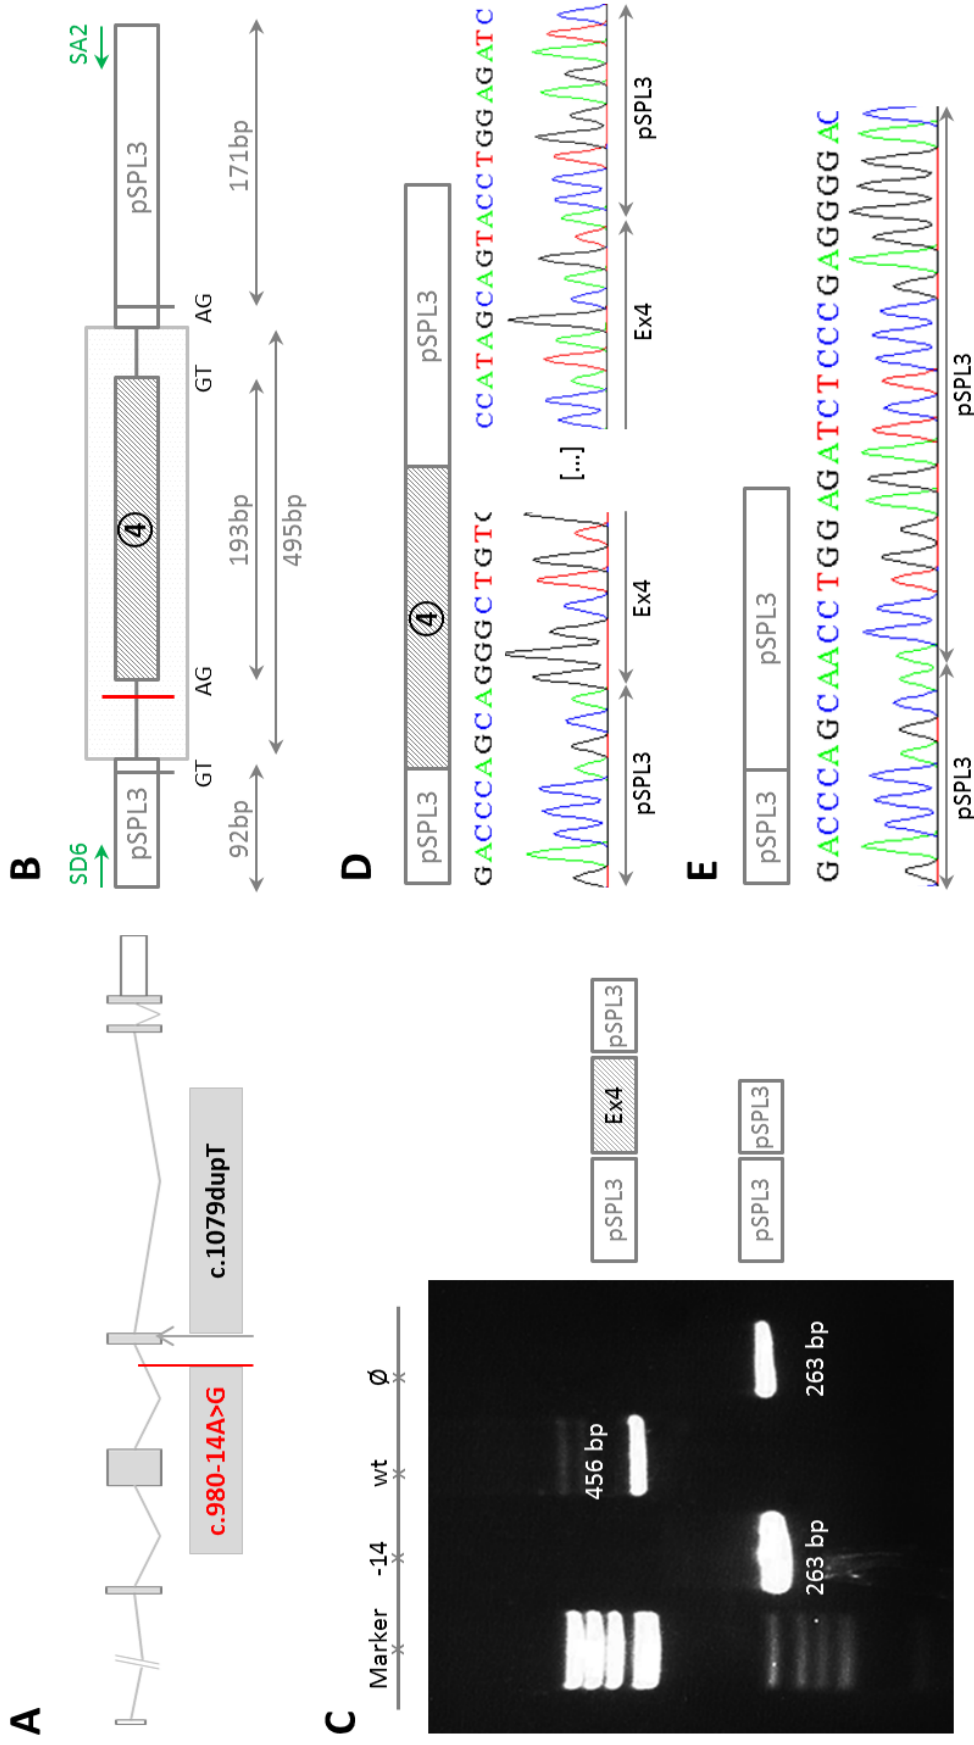 A
c.980-14A>G
c.1079dupT
B
SD6
SA2
pSPL3
4
pSPL3
GT
AG
GT
AG
92bp
193bp
171bp
495bp
C
Marker
-14
wt
Ø
456 bp
263 bp
263 bp
pSPL3
Ex4
pSPL3
pSPL3
pSPL3
D
pSPL3
4
pSPL3
GACCCAGCAGGGCTGTC
[...]
CCATAGCAGTACCTGGAGATC
pSPL3
Ex4
Ex4
pSPL3
E
pSPL3
pSPL3
GACCCAGCAACCTGGAGATCTCCCGAGGGGAC
pSPL3
pSPL3